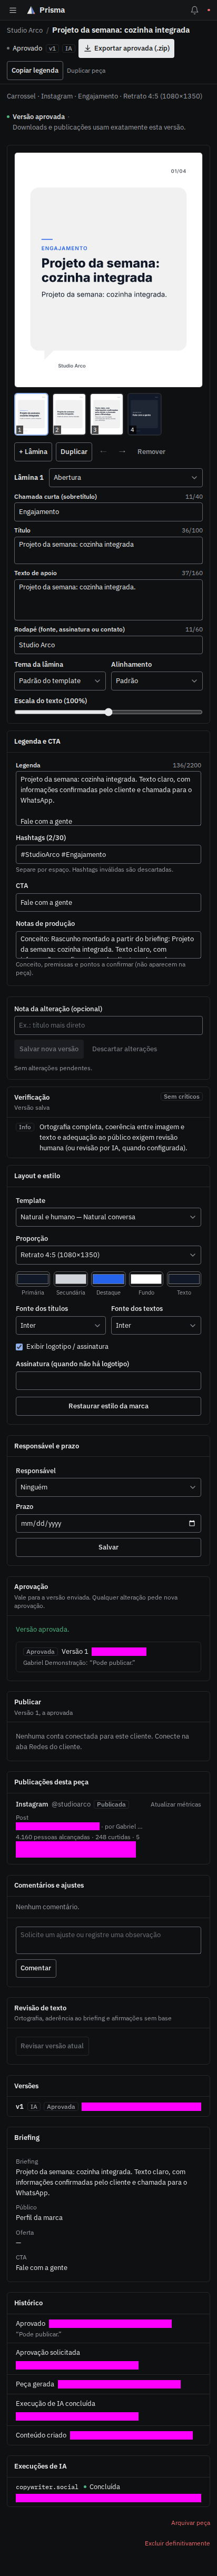 Prisma
Studio Arco / Projeto da semana: cozinha integrada
Aprovado v1 IA Exportar aprovada (.zip)
Copiar legenda Duplicar peça
Carrossel · Instagram · Engajamento · Retrato 4:5 (1080×1350)
Versão aprovada ·
Downloads e publicações usam exatamente esta versão.
01/04
ENGAJAMENTO
Projeto da semana:
cozinha integrada
Projeto da semana: cozinha integrada.
Studio Arco
1 2 3 4
+ Lâmina Duplicar ← → Remover
Lâmina 1 Abertura
Chamada curta (sobretítulo) 11/40
Engajamento
Título 36/100
Projeto da semana: cozinha integrada
Texto de apoio 37/160
Projeto da semana: cozinha integrada.
Rodapé (fonte, assinatura ou contato) 11/60
Studio Arco
Tema da lâmina Alinhamento
Padrão do template Padrão
Escala do texto (100%)
Legenda e CTA
Legenda 136/2200
Projeto da semana: cozinha integrada. Texto claro, com
informações confirmadas pelo cliente e chamada para o
WhatsApp.
Fale com a gente
Hashtags (2/30)
#StudioArco #Engajamento
Separe por espaço. Hashtags inválidas são descartadas.
CTA
Fale com a gente
Notas de produção
Conceito: Rascunho montado a partir do briefing: Projeto
da semana: cozinha integrada. Texto claro, com
Conceito, premissas e pontos a confirmar (não aparecem na
peça).
Nota da alteração (opcional)
Ex.: título mais direto
Salvar nova versão Descartar alterações
Sem alterações pendentes.
Verificação Sem críticos
Versão salva
Info Ortografia completa, coerência entre imagem e
texto e adequação ao público exigem revisão
humana (ou revisão por IA, quando configurada).
Layout e estilo
Template
Natural e humano — Natural conversa
Proporção
Retrato 4:5 (1080×1350)
Primária Secundária Destaque Fundo Texto
Fonte dos títulos Fonte dos textos
Inter Inter
Exibir logotipo / assinatura
Assinatura (quando não há logotipo)
Restaurar estilo da marca
Responsável e prazo
Responsável
Ninguém
Prazo
mm/dd/yyyy
Salvar
Aprovação
Vale para a versão enviada. Qualquer alteração pede nova
aprovação.
Versão aprovada.
Aprovada Versão 1
Gabriel Demonstração: "Pode publicar."
Publicar
Versão 1, a aprovada
Nenhuma conta conectada para este cliente. Conecte na
aba Redes do cliente.
Publicações desta peça
Instagram @studioarco Publicada Atualizar métricas
Post
· por Gabriel ...
4.160 pessoas alcançadas · 248 curtidas · 5
Comentários e ajustes
Nenhum comentário.
Solicite um ajuste ou registre uma observação
Comentar
Revisão de texto
Ortografia, aderência ao briefing e afirmações sem base
Revisar versão atual
Versões
v1 IA Aprovada
Briefing
Briefing
Projeto da semana: cozinha integrada. Texto claro, com
informações confirmadas pelo cliente e chamada para o
WhatsApp.
Público
Perfil da marca
Oferta
—
CTA
Fale com a gente
Histórico
Aprovado
"Pode publicar."
Aprovação solicitada
Peça gerada
Execução de IA concluída
Conteúdo criado
Execuções de IA
copywriter.social Concluída
Arquivar peça
Excluir definitivamente